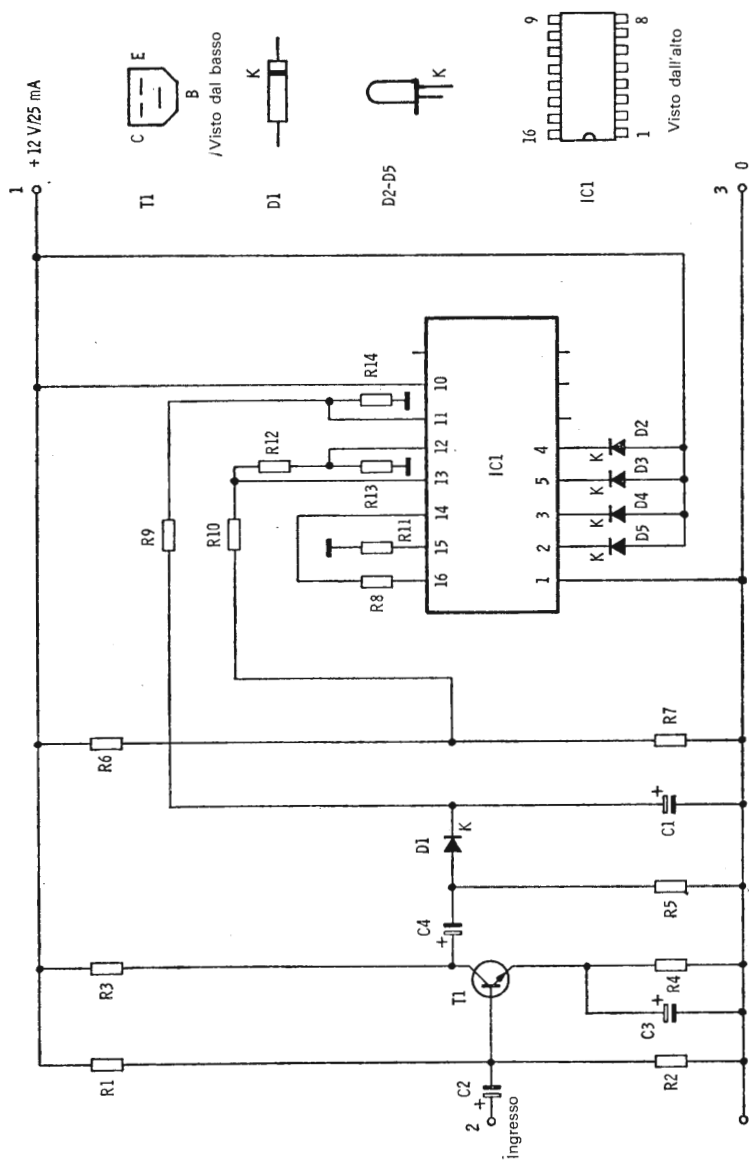 1
+ 12 V/25 mA
R1
R3
R6
R9
R10
R12
R14
R13
R11
R8
16
15
14
13
12
11
10
IC1
1
2
3
5
4
K
K
K
K
D5
D4
D3
D2
2
+
C2
ingresso
T1
+
C4
D1
K
R2
C3
+
R4
R5
C1
+
R7
3
0
T1
C
E
B
/Visto dal basso
D1
K
D2-D5
K
IC1
16
9
1
8
Visto dall'alto